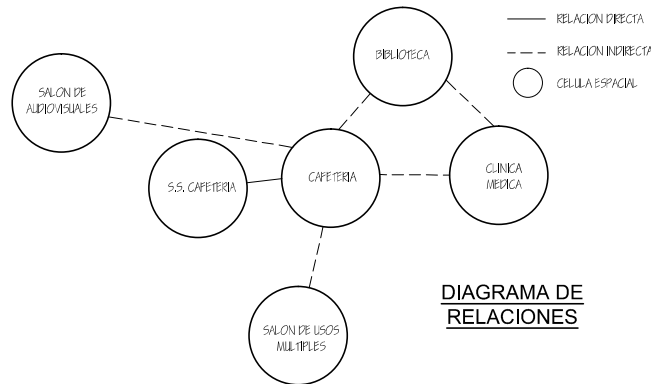 RELACION DIRECTA
BIBLIOTECA
RELACION INDIRECTA
CELULA ESPACIAL
SALON DE
AUDIOVISUALES
S.S. CAFETERIA
CAFETERIA
CLINICA
MEDICA
SALON DE USOS
MULTIPLES
DIAGRAMA DE
RELACIONES